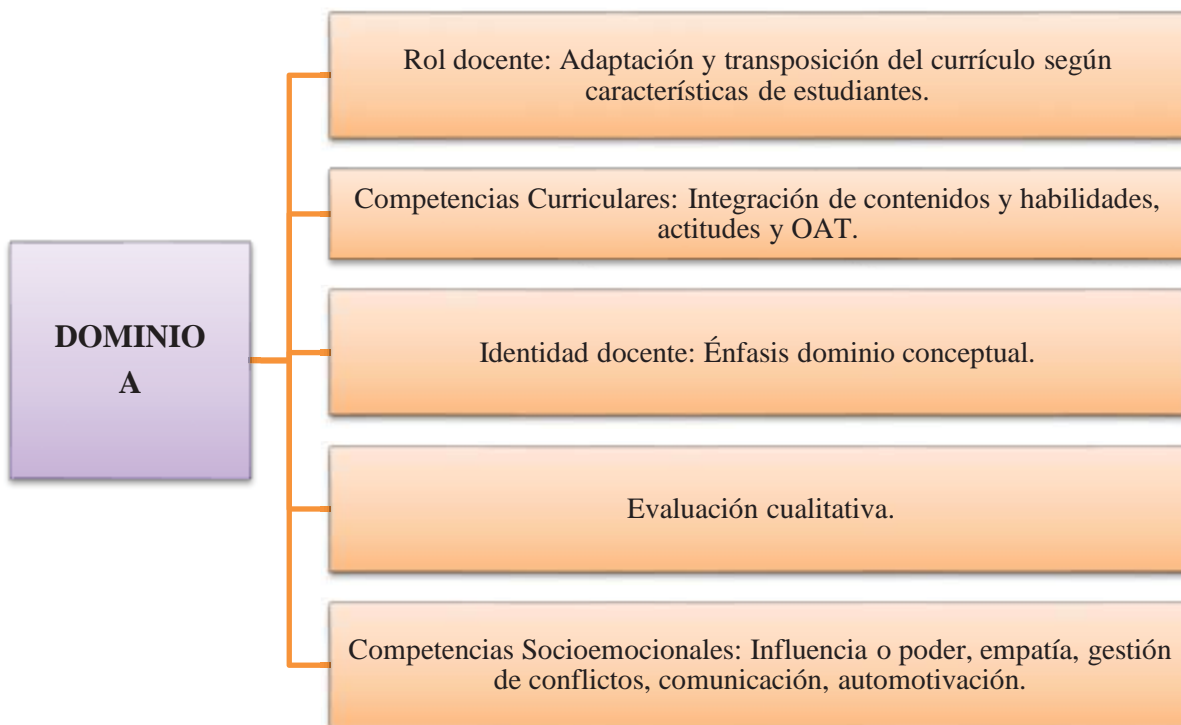 DOMINIO
A
Rol docente: Adaptación y transposición del currículo según
características de estudiantes.
Competencias Curriculares: Integración de contenidos y habilidades,
actitudes y OAT.
Identidad docente: Énfasis dominio conceptual.
Evaluación cualitativa.
Competencias Socioemocionales: Influencia o poder, empatía, gestión
de conflictos, comunicación, automotivación.